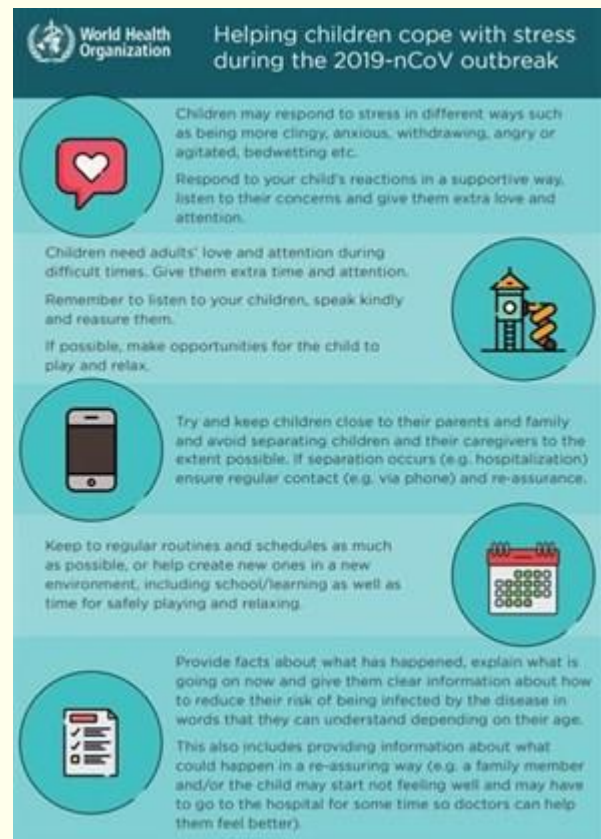 World Health
Organization
Helping children cope with stress
during the 2019-nCoV outbreak
Children may respond to stress in different ways such
as being more clingy, anxious, withdrawing, angry or
agitated, bedwetting etc.
Respond to your child's reactions in a supportive way,
listen to their concerns and give them extra love and
attention.
Children need adults' love and attention during
difficult times. Give them extra time and attention.
Remember to listen to your children, speak kindly
and reasure them.
If possible, make opportunities for the child to
play and relax.
Try and keep children close to their parents and family
and avoid separating children and their caregivers to the
extent possible. If separation occurs (e.g. hospitalization)
ensure regular contact (e.g. via phone) and re-assurance.
Keep to regular routines and schedules as much
as possible, or help create new ones in a new
environment, including school/learning as well as
time for safely playing and relaxing.
Provide facts about what has happened, explain what is
going on now and give them clear information about how
to reduce their risk of being infected by the disease in
words that they can understand depending on their age.
This also includes providing information about what
could happen in a re-assuring way (e.g. a family member
and/or the child may start not feeling well and may have
to go to the hospital for some time so doctors can help
them feel better).